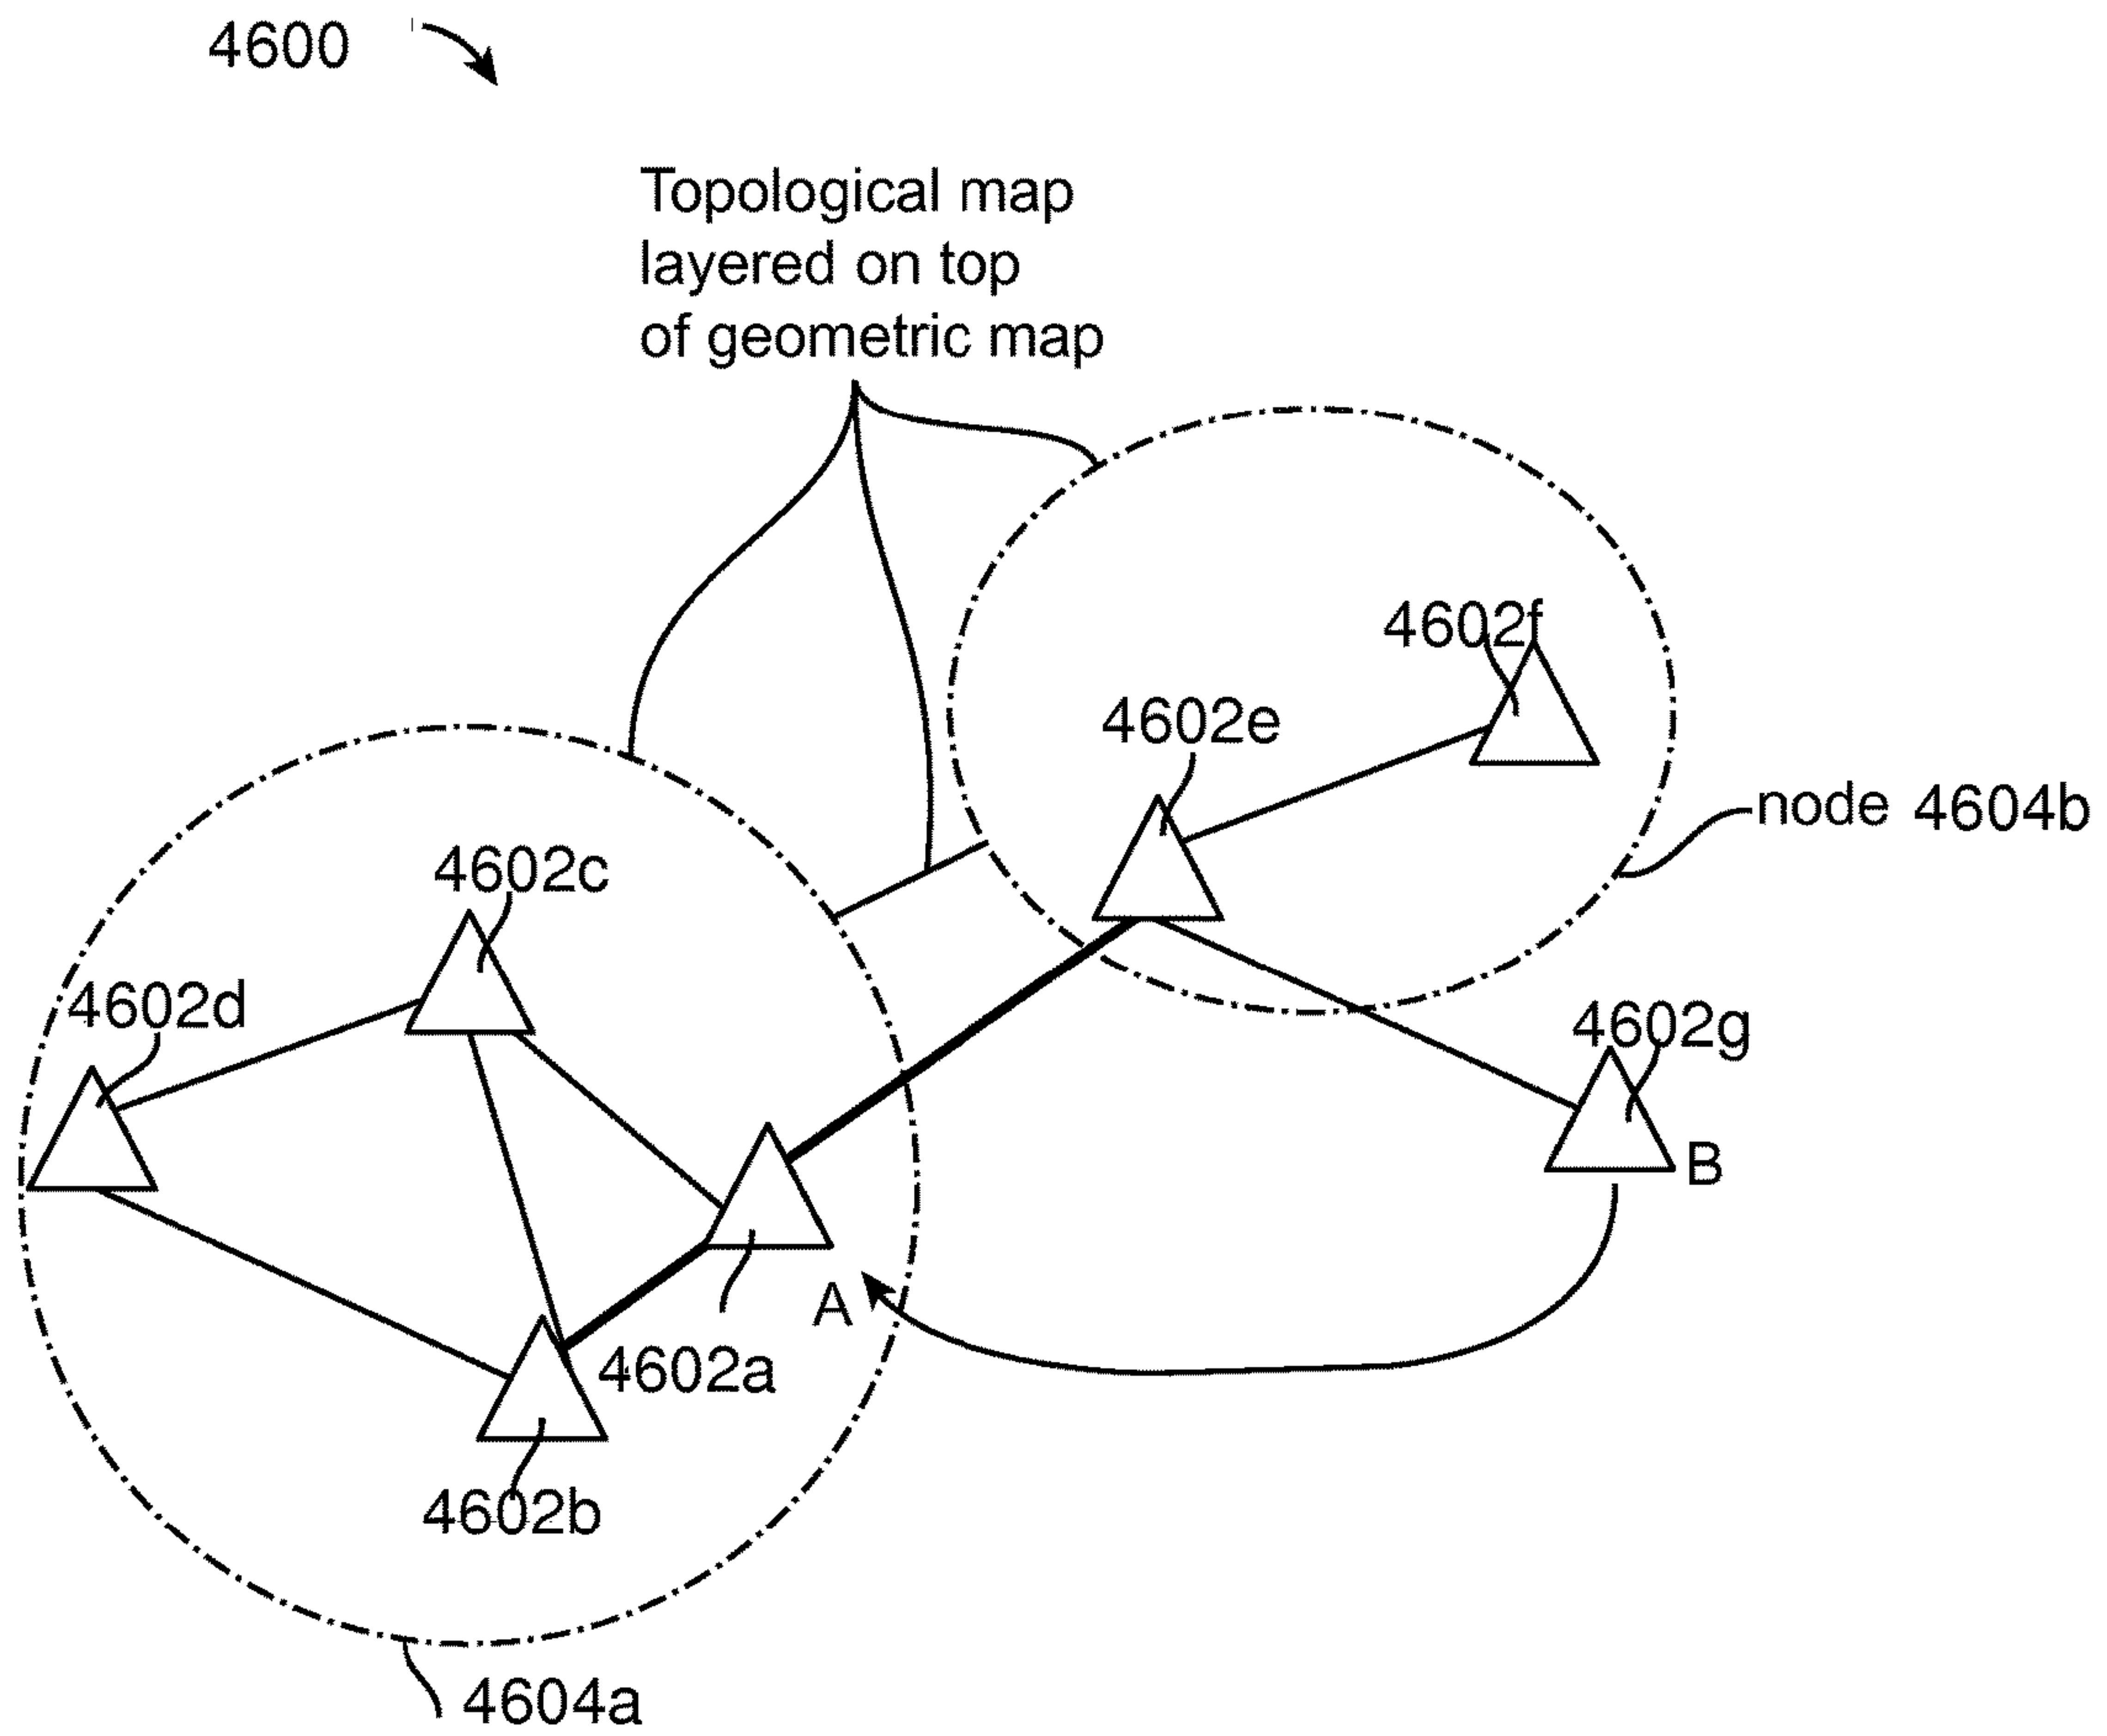 4600
Topological map
layered on top
of geometric map
4602f
4602e
node 4604b
4602c
4602d
4602g
B
A
4602a
4602b
4604a